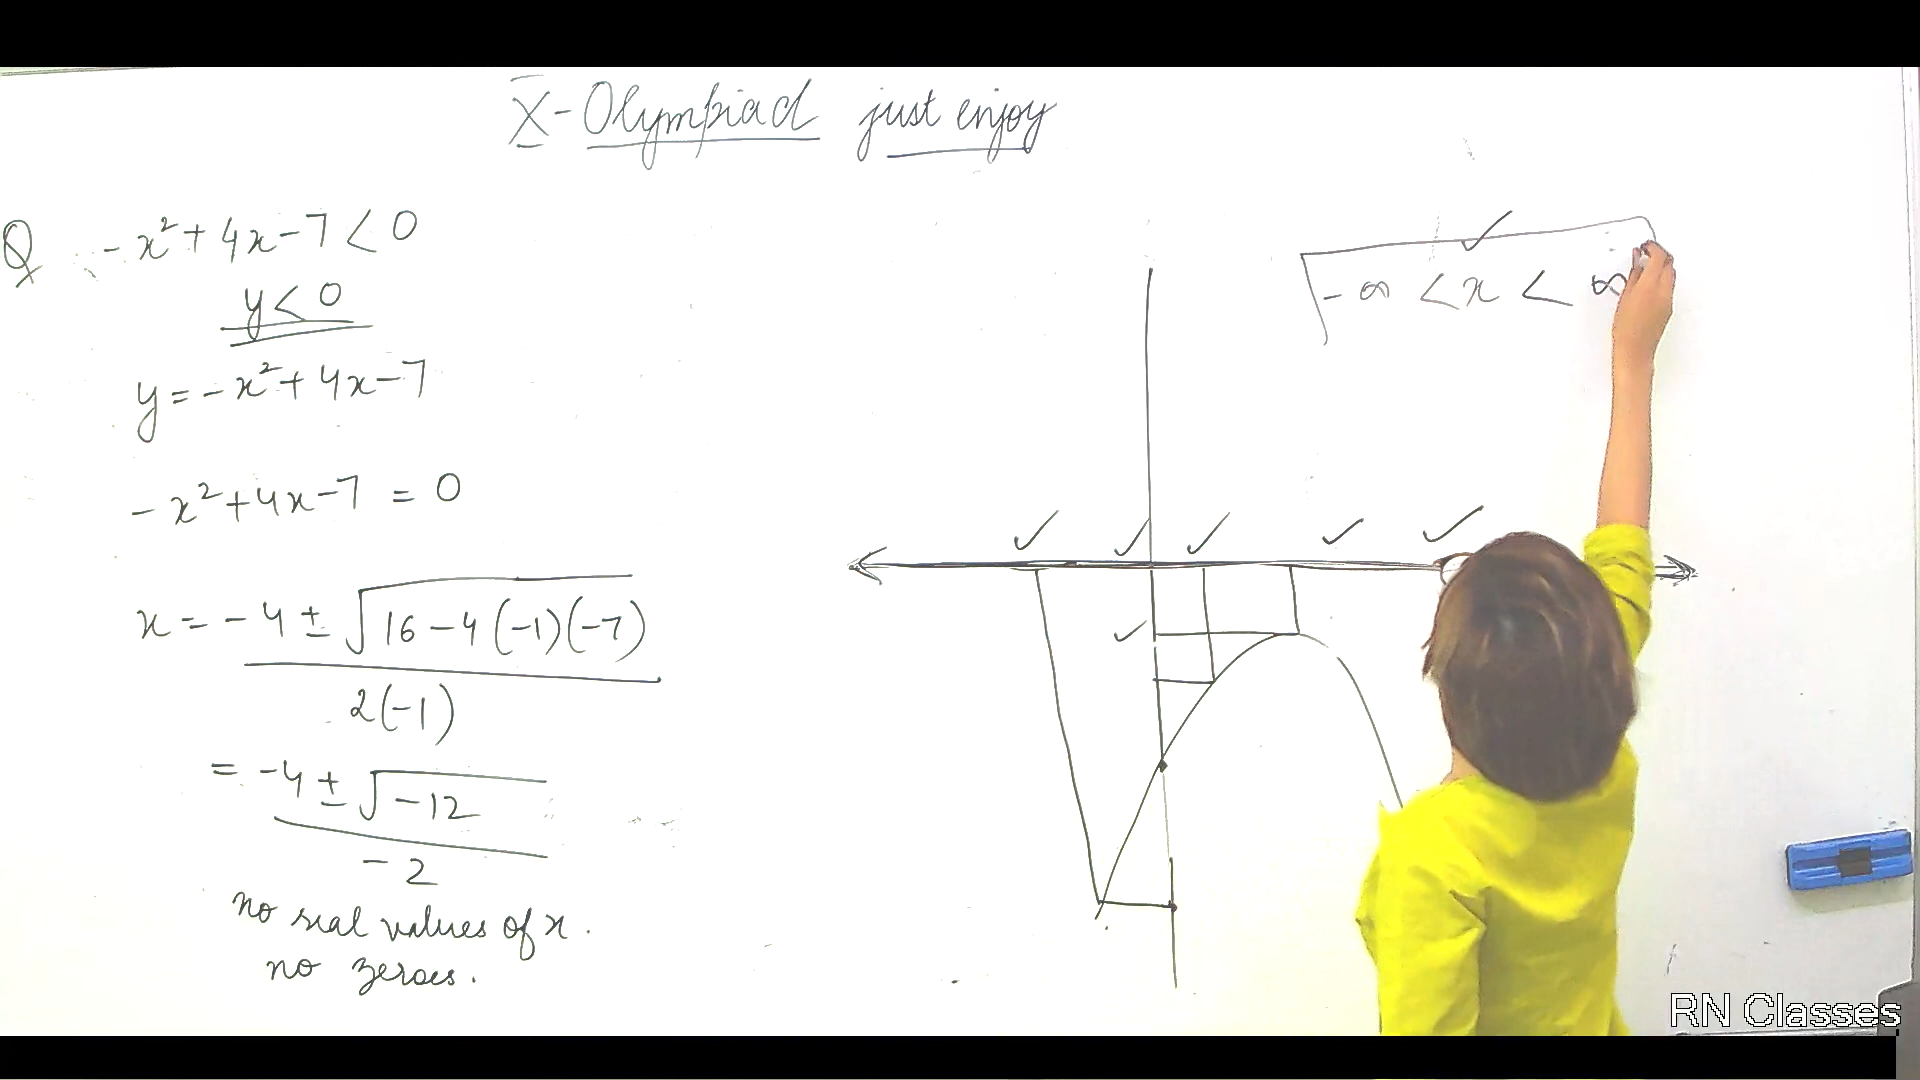 X-Olympiad just enjoy
Q -x²+4x-7<0
y<0
y=-x²+4x-7
-x²+4x-7 = 0
x = -4 ± √16-4(-1)(-7)
2(-1)
= -4 ± √-12
-2
no real values of x.
no zeroes.
-∞ < x < ∞
RN Classes